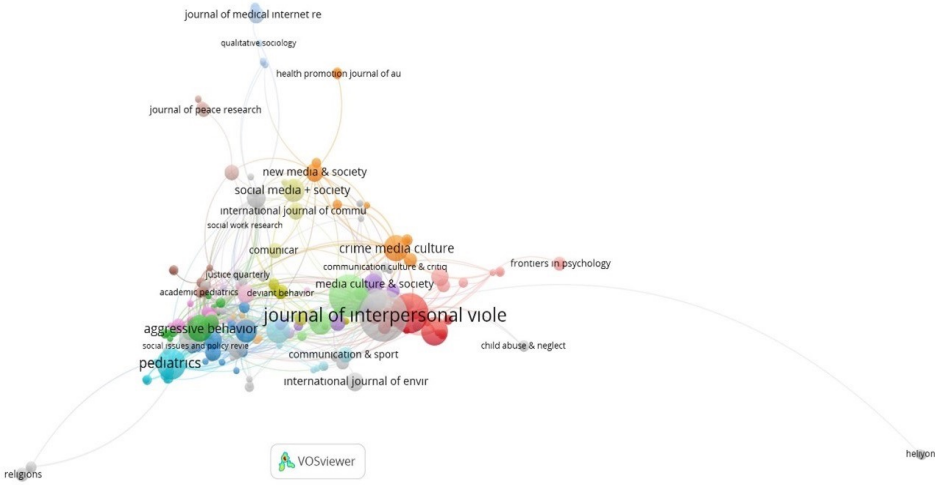 journal of medical internet re
qualitative sociology
health promotion journal of au
journal of peace research
new media & society
social media + society
international journal of commu
social work research
comunicar
crime media culture
communication culture & critiq
frontiers in psychology
justice quarterly
media culture & society
academic pediatrics
deviant behavior
journal of interpersonal viole
aggressive behavior
social issues and policy revie
child abuse & neglect
communication & sport
pediatrics
international journal of envir
heliyon
VOSviewer
religions